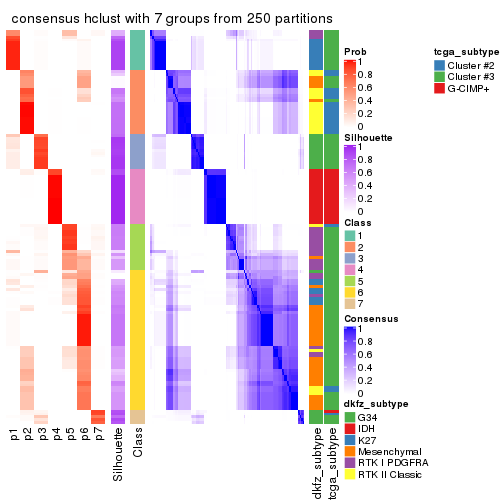 consensus hclust with 7 groups from 250 partitions
Prob
1
0.8
0.6
0.4
0.2
0
Silhouette
1
0.8
0.6
0.4
0.2
0
Class
1
2
3
4
5
6
7
Consensus
1
0.8
0.6
0.4
0.2
0
dkfz_subtype
G34
IDH
K27
Mesenchymal
RTK I PDGFRA
RTK II Classic
tcga_subtype
Cluster #2
Cluster #3
G-CIMP+
p1
p2
p3
p4
p5
p6
p7
Silhouette
Class
dkfz_subtype
tcga_subtype